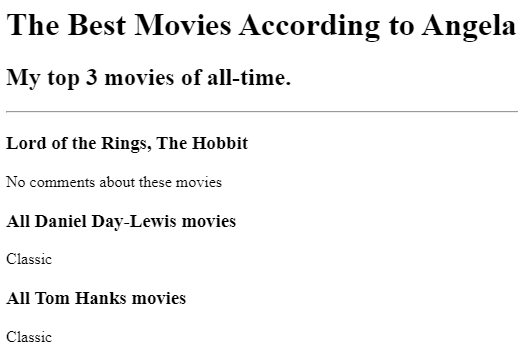 The Best Movies According to Angela
My top 3 movies of all-time.
Lord of the Rings, The Hobbit
No comments about these movies
All Daniel Day-Lewis movies
Classic
All Tom Hanks movies
Classic